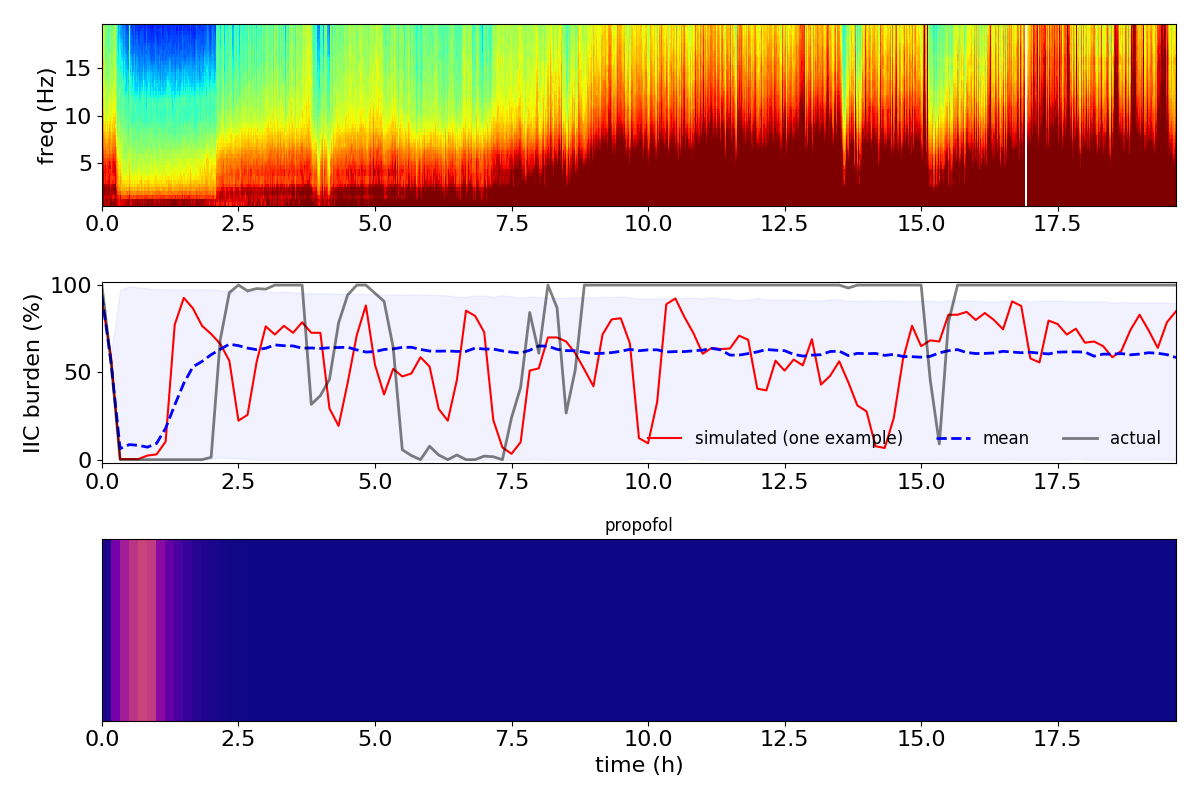 15
10
5
freq (Hz)
0.0 2.5 5.0 7.5 10.0 12.5 15.0 17.5
100
50
0
IIC burden (%)
simulated (one example) mean actual
0.0 2.5 5.0 7.5 10.0 12.5 15.0 17.5
propofol
0.0 2.5 5.0 7.5 10.0 12.5 15.0 17.5
time (h)